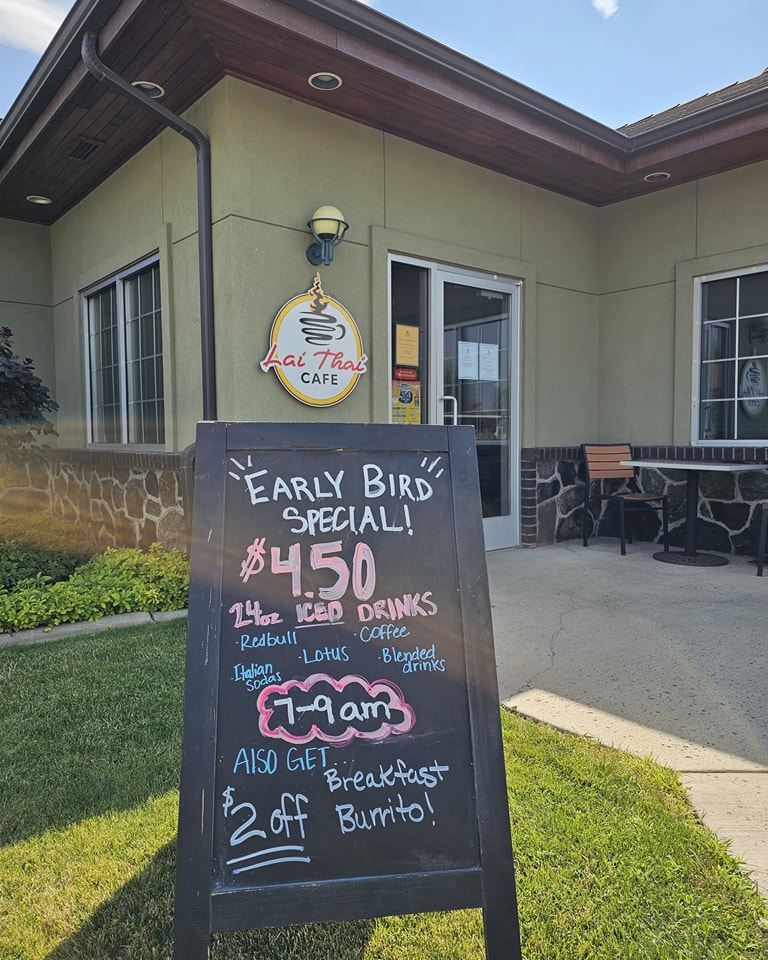 Lai Thai
CAFE
EARLY BIRD
SPECIAL!
$4.50
24oz ICED DRINKS
·Redbull ·Coffee
·Lotus ·Blended drinks
·Italian Sodas
7-9am
AlSO GET...
$2 off Breakfast
Burrito!